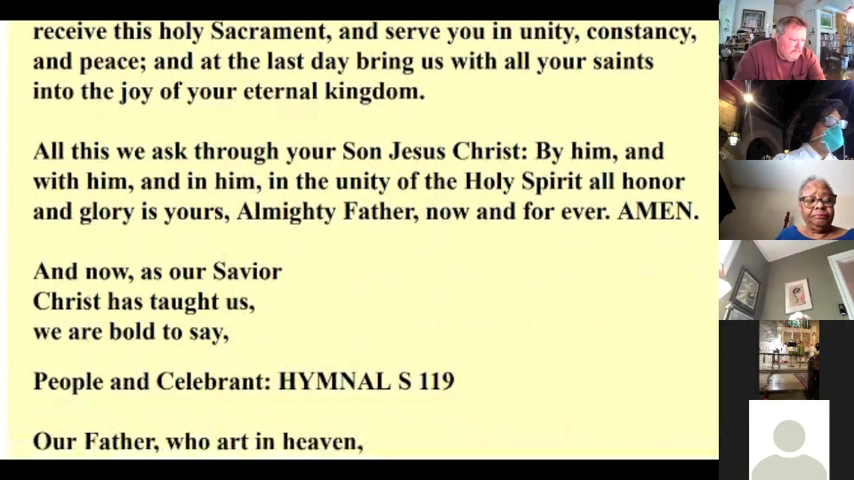 receive this holy Sacrament, and serve you in unity, constancy,
and peace; and at the last day bring us with all your saints
into the joy of your eternal kingdom.
All this we ask through your Son Jesus Christ: By him, and
with him, and in him, in the unity of the Holy Spirit all honor
and glory is yours, Almighty Father, now and for ever. AMEN.
And now, as our Savior
Christ has taught us,
we are bold to say,
People and Celebrant: HYMNAL S 119
Our Father, who art in heaven,